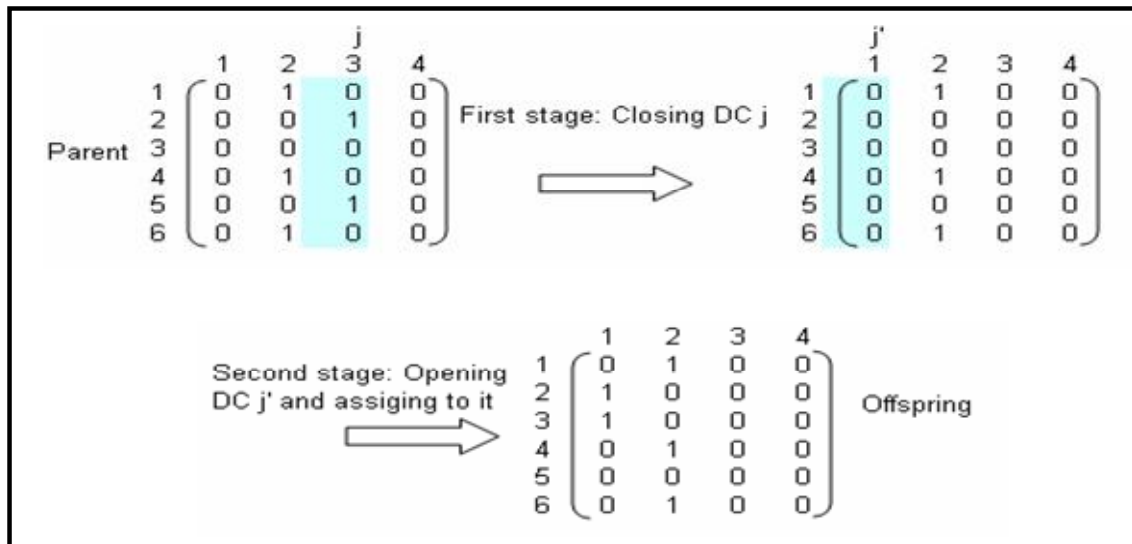 j
1 2 3 4
1 0 1 0 0
2 0 0 1 0
Parent 3 0 0 0 0
4 0 1 0 0
5 0 0 1 0
6 0 1 0 0
First stage: Closing DC j
j'
1 2 3 4
1 0 1 0 0
2 0 0 0 0
3 0 0 0 0
4 0 1 0 0
5 0 0 0 0
6 0 1 0 0
Second stage: Opening
DC j' and assiging to it
1 2 3 4
1 0 1 0 0
2 1 0 0 0
3 1 0 0 0
4 0 1 0 0
5 0 0 0 0
6 0 1 0 0
Offspring